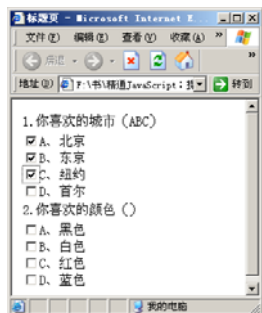 标题页 - Microsoft Internet E...
文件(F) 编辑(E) 查看(V) 收藏(A) »
后退 »
地址(D) F:\书\精通JavaScript 转到
1.你喜欢的城市 (ABC)
A、北京
B、东京
C、纽约
D、首尔
2.你喜欢的颜色 ()
A、黑色
B、白色
C、红色
D、蓝色
我的电脑